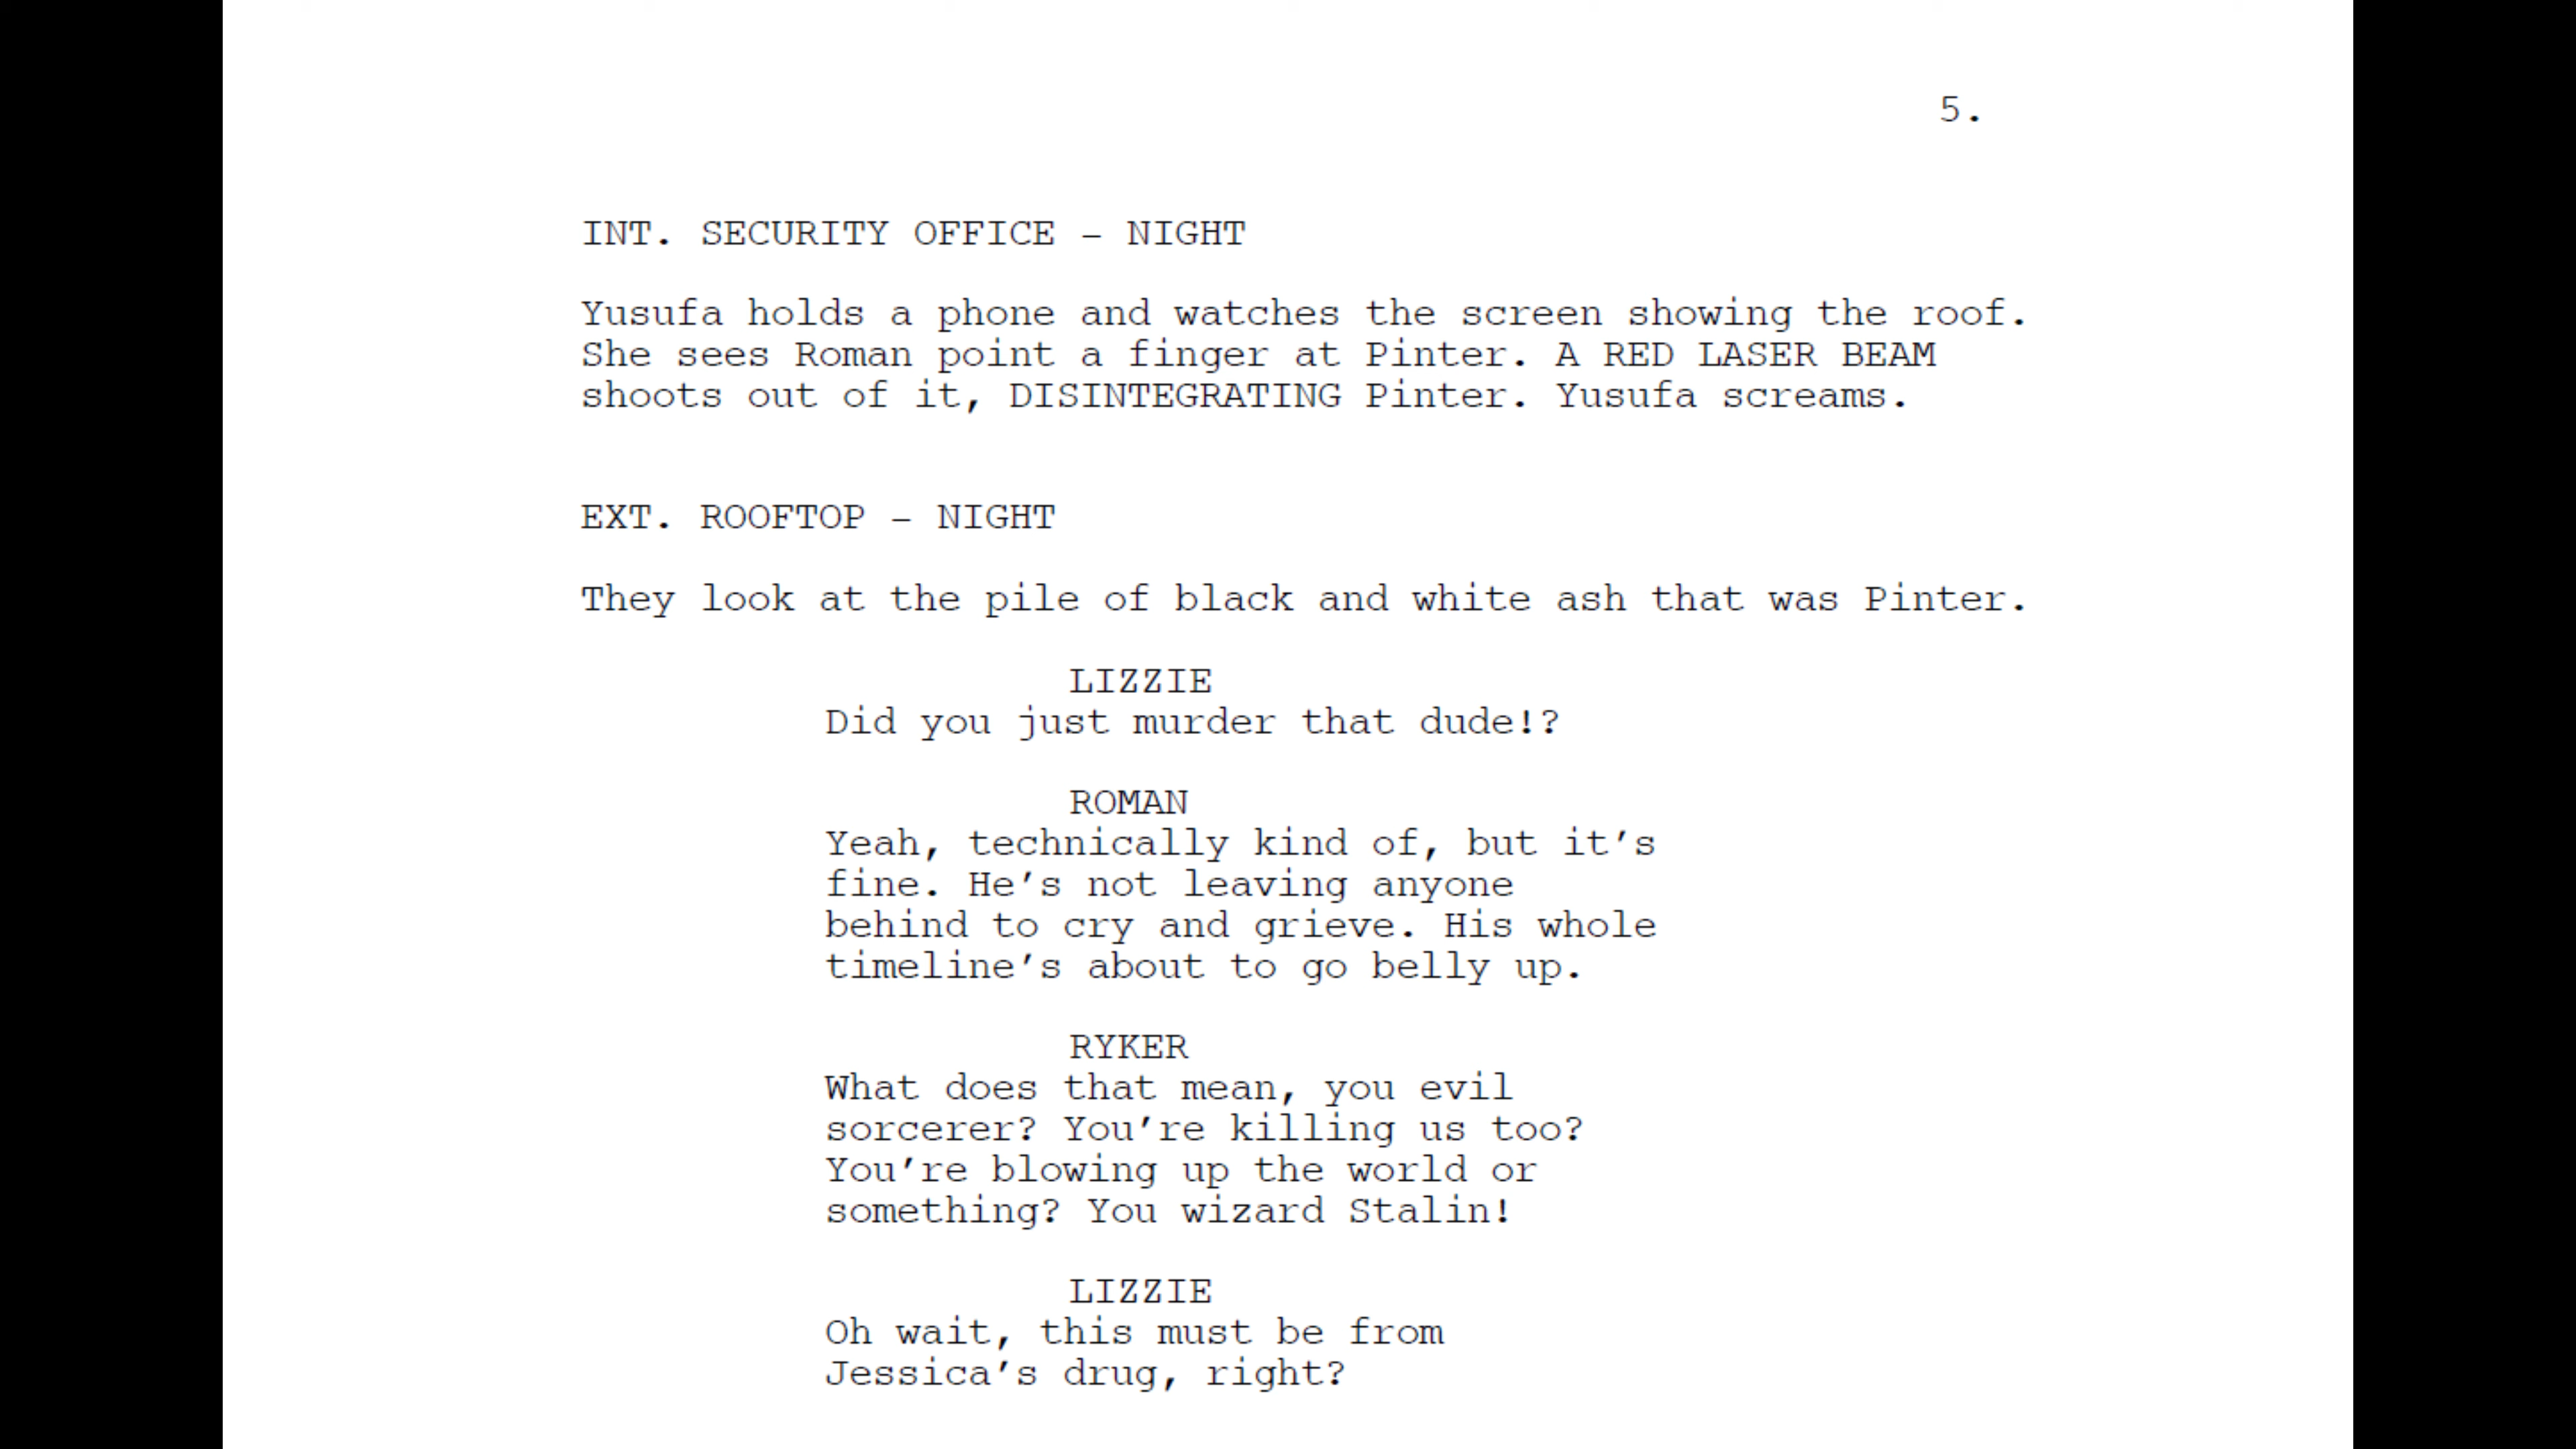 5.
INT. SECURITY OFFICE – NIGHT
Yusufa holds a phone and watches the screen showing the roof.
She sees Roman point a finger at Pinter. A RED LASER BEAM
shoots out of it, DISINTEGRATING Pinter. Yusufa screams.
EXT. ROOFTOP – NIGHT
They look at the pile of black and white ash that was Pinter.
LIZZIE
Did you just murder that dude!?
ROMAN
Yeah, technically kind of, but it’s
fine. He’s not leaving anyone
behind to cry and grieve. His whole
timeline’s about to go belly up.
RYKER
What does that mean, you evil
sorcerer? You’re killing us too?
You’re blowing up the world or
something? You wizard Stalin!
LIZZIE
Oh wait, this must be from
Jessica’s drug, right?